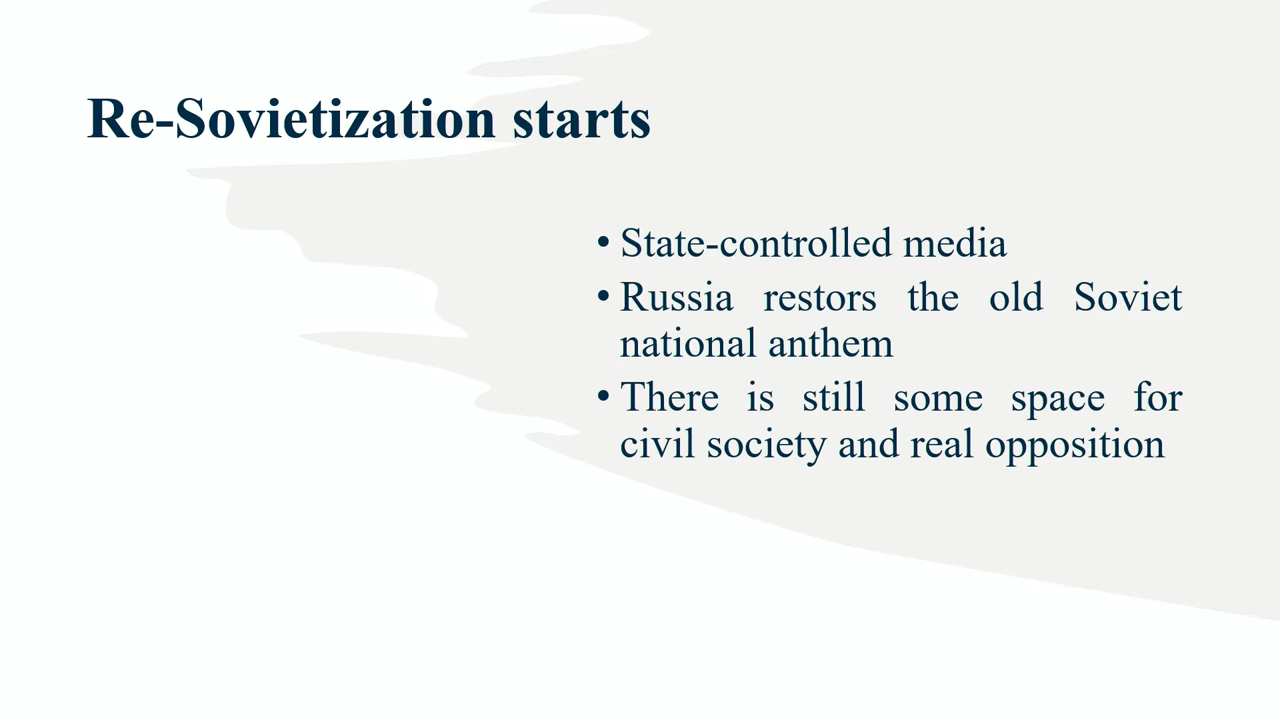 Re-Sovietization starts
• State-controlled media
• Russia restors the old Soviet
national anthem
• There is still some space for
civil society and real opposition